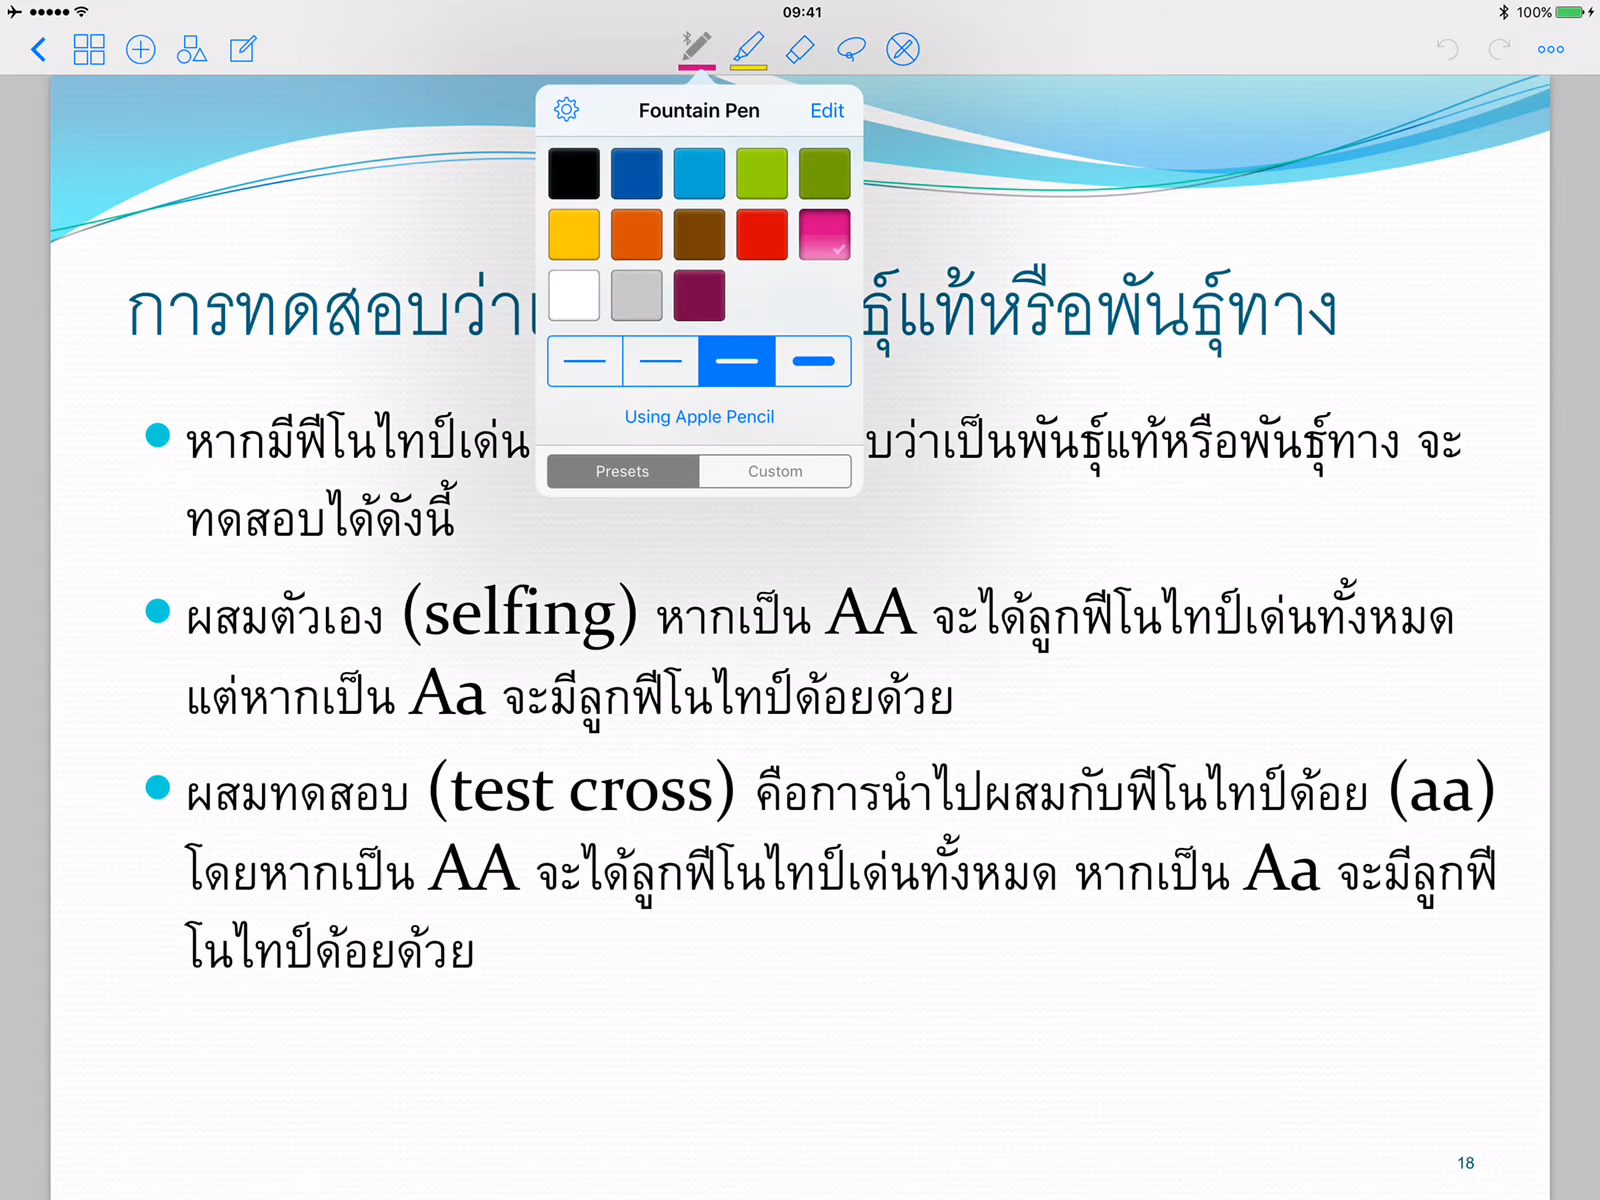 09:41
100%
Fountain Pen
Edit
การทดสอบว่า
ธุ์แท้หรือพันธุ์ทาง
Using Apple Pencil
Presets
Custom
หากมีฟีโนไทป์เด่น
บว่าเป็นพันธุ์แท้หรือพันธุ์ทาง จะ
ทดสอบได้ดังนี้
ผสมตัวเอง (selfing) หากเป็น AA จะได้ลูกฟีโนไทป์เด่นทั้งหมด
แต่หากเป็น Aa จะมีลูกฟีโนไทป์ด้อยด้วย
ผสมทดสอบ (test cross) คือการนำไปผสมกับฟีโนไทป์ด้อย (aa)
โดยหากเป็น AA จะได้ลูกฟีโนไทป์เด่นทั้งหมด หากเป็น Aa จะมีลูกฟี
โนไทป์ด้อยด้วย
18